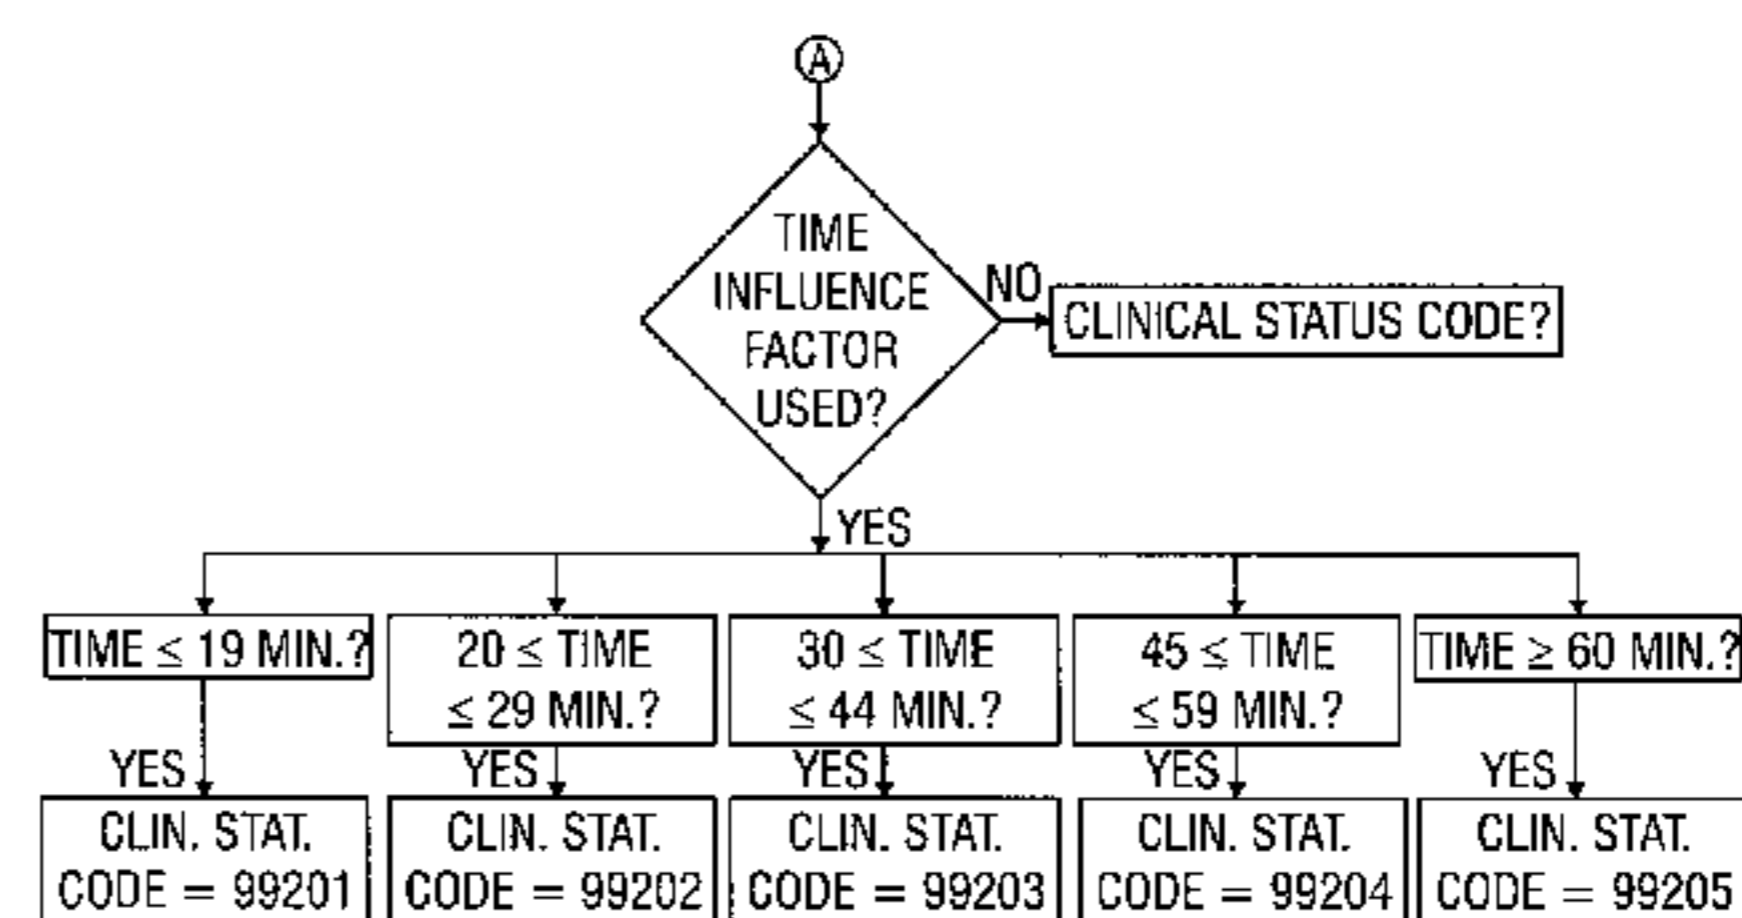 A
TIME
INFLUENCE
FACTOR
USED?
NO
CLINICAL STATUS CODE?
YES
TIME ≤ 19 MIN.?
20 ≤ TIME
≤ 29 MIN.?
30 ≤ TIME
≤ 44 MIN.?
45 ≤ TIME
≤ 59 MIN.?
TIME ≥ 60 MIN.?
YES
YES
YES
YES
YES
CLIN. STAT.
CODE = 99201
CLIN. STAT.
CODE = 99202
CLIN. STAT.
CODE = 99203
CLIN. STAT.
CODE = 99204
CLIN. STAT.
CODE = 99205